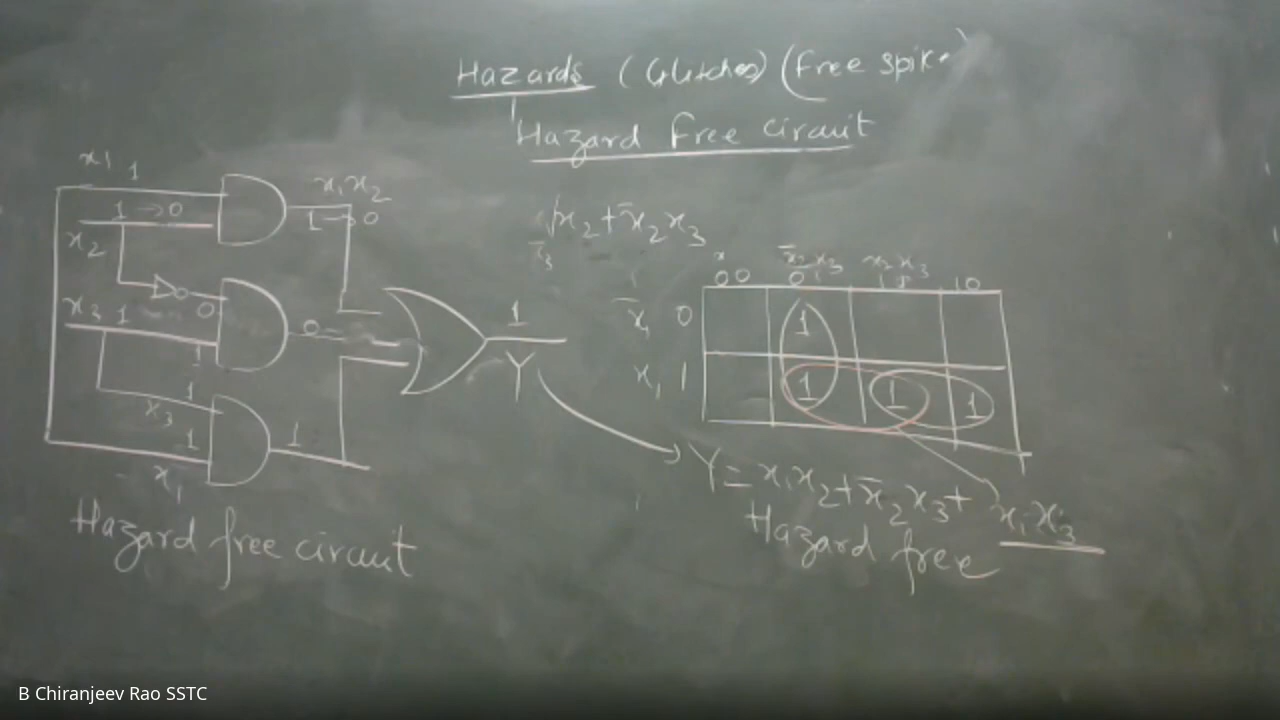 Hazards (Glitches) (Free spike)
Hazard free circuit
x1 1
x1x2
1→0
1→0
x2
x2+x̅2x3
x̅3
x3 1
0
0
1
1
Y
1
x3
1
1
x1
Hazard free circuit
00 01 11 10
x̅2x3 x2x3
x̅1 0 1
x1 1 1 1 1
Y=x1x2+x̅2x3+x1x3
Hazard free
B Chiranjeev Rao SSTC